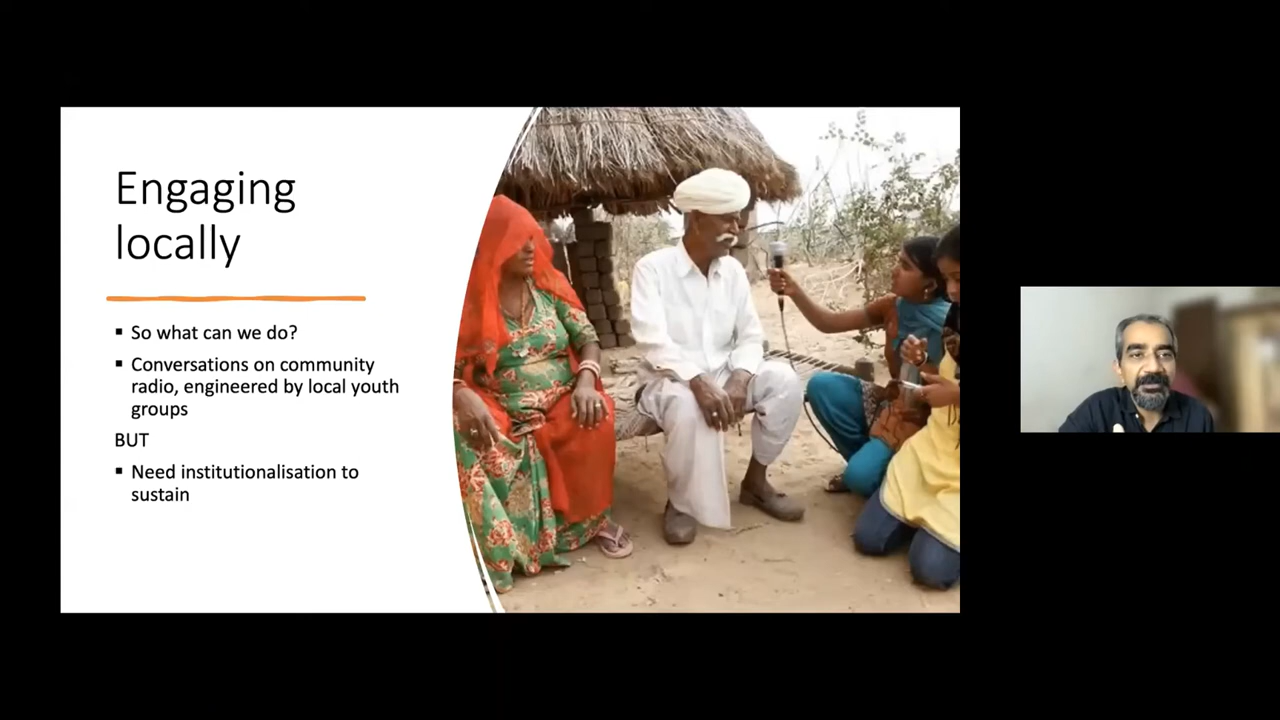 Engaging
locally
▪ So what can we do?
▪ Conversations on community
radio, engineered by local youth
groups
BUT
▪ Need institutionalisation to
sustain